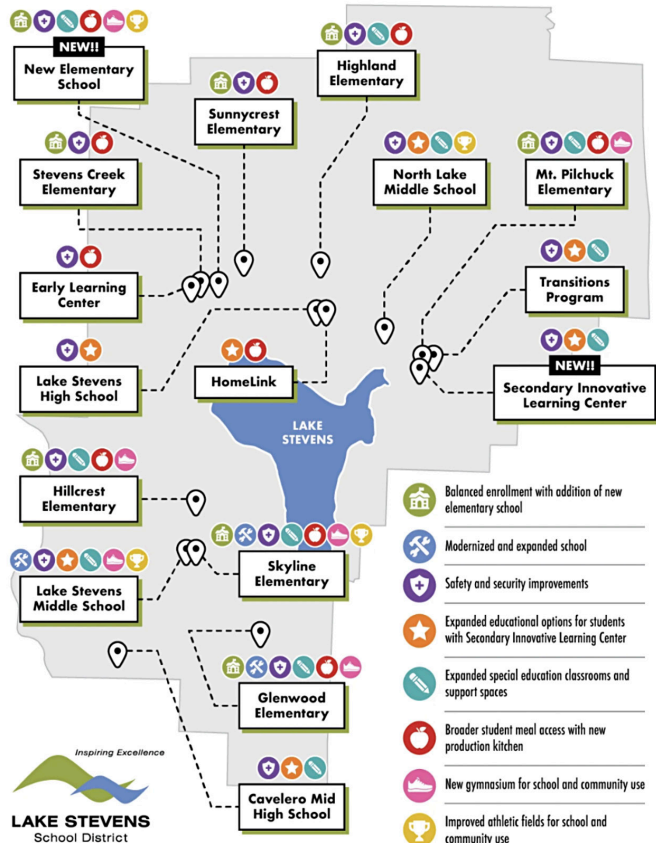 NEW!!
New Elementary
School
Highland
Elementary
Sunnycrest
Elementary
Stevens Creek
Elementary
North Lake
Middle School
Mt. Pilchuck
Elementary
Early Learning
Center
Transitions
Program
Lake Stevens
High School
HomeLink
NEW!!
Secondary Innovative
Learning Center
LAKE
STEVENS
Hillcrest
Elementary
Lake Stevens
Middle School
Skyline
Elementary
Glenwood
Elementary
Cavelero Mid
High School
Balanced enrollment with addition of new
elementary school
Modernized and expanded school
Safety and security improvements
Expanded educational options for students
with Secondary Innovative Learning Center
Expanded special education classrooms and
support spaces
Broader student meal access with new
production kitchen
New gymnasium for school and community use
Improved athletic fields for school and
community use
Inspiring Excellence
LAKE STEVENS
School District